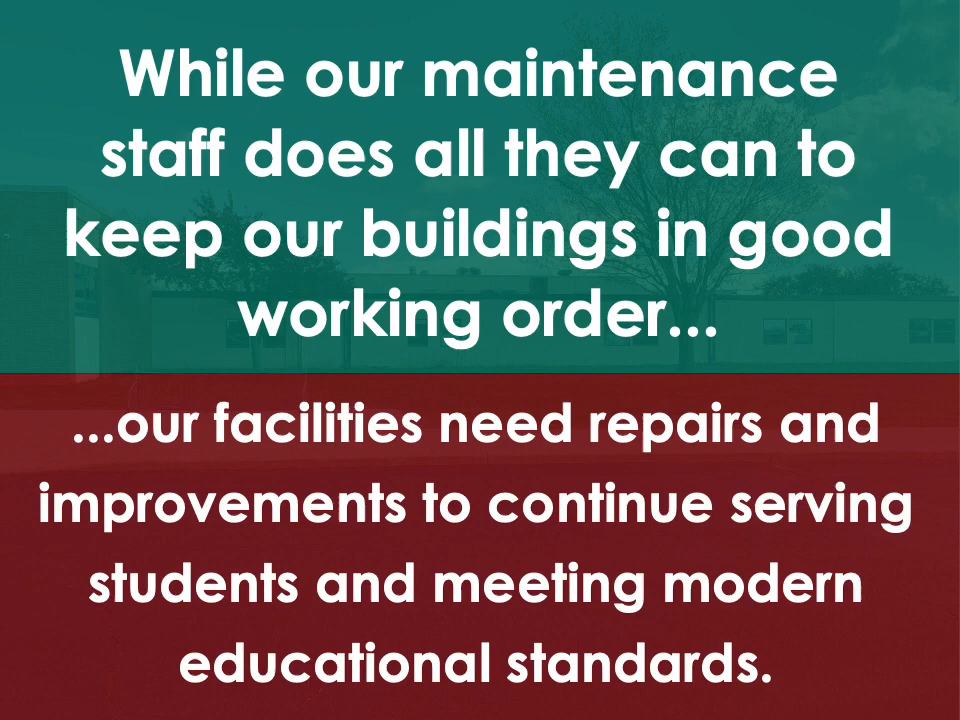 While our maintenance
staff does all they can to
keep our buildings in good
working order...
...our facilities need repairs and
improvements to continue serving
students and meeting modern
educational standards.